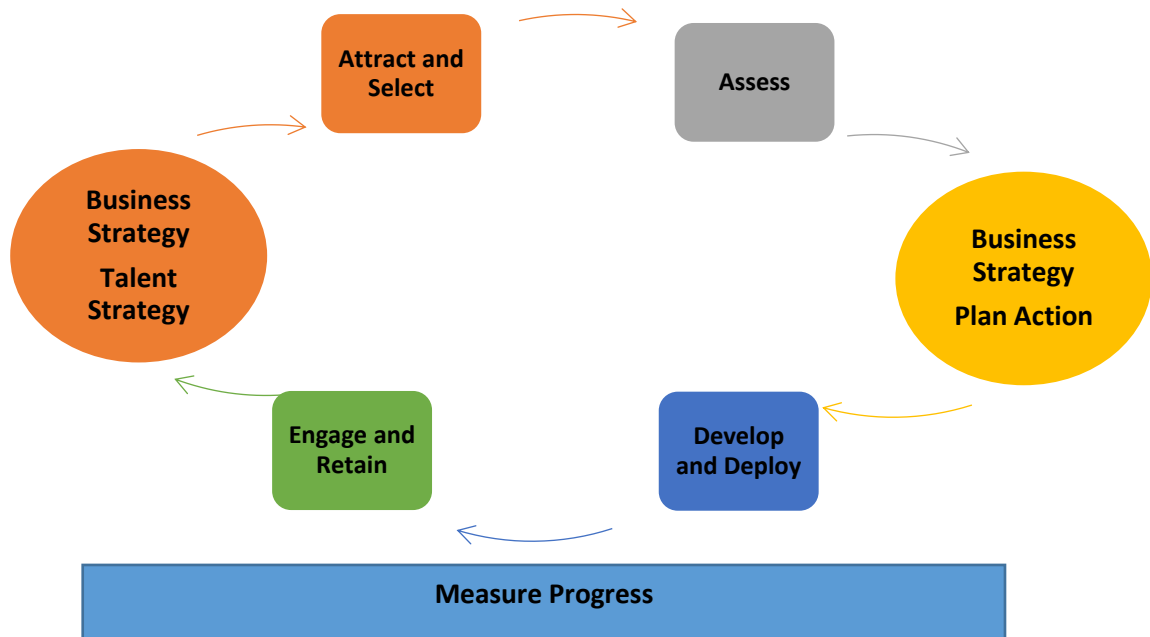 Attract and
Select
Assess
Business
Strategy
Talent
Strategy
Business
Strategy
Plan Action
Engage and
Retain
Develop
and Deploy
Measure Progress